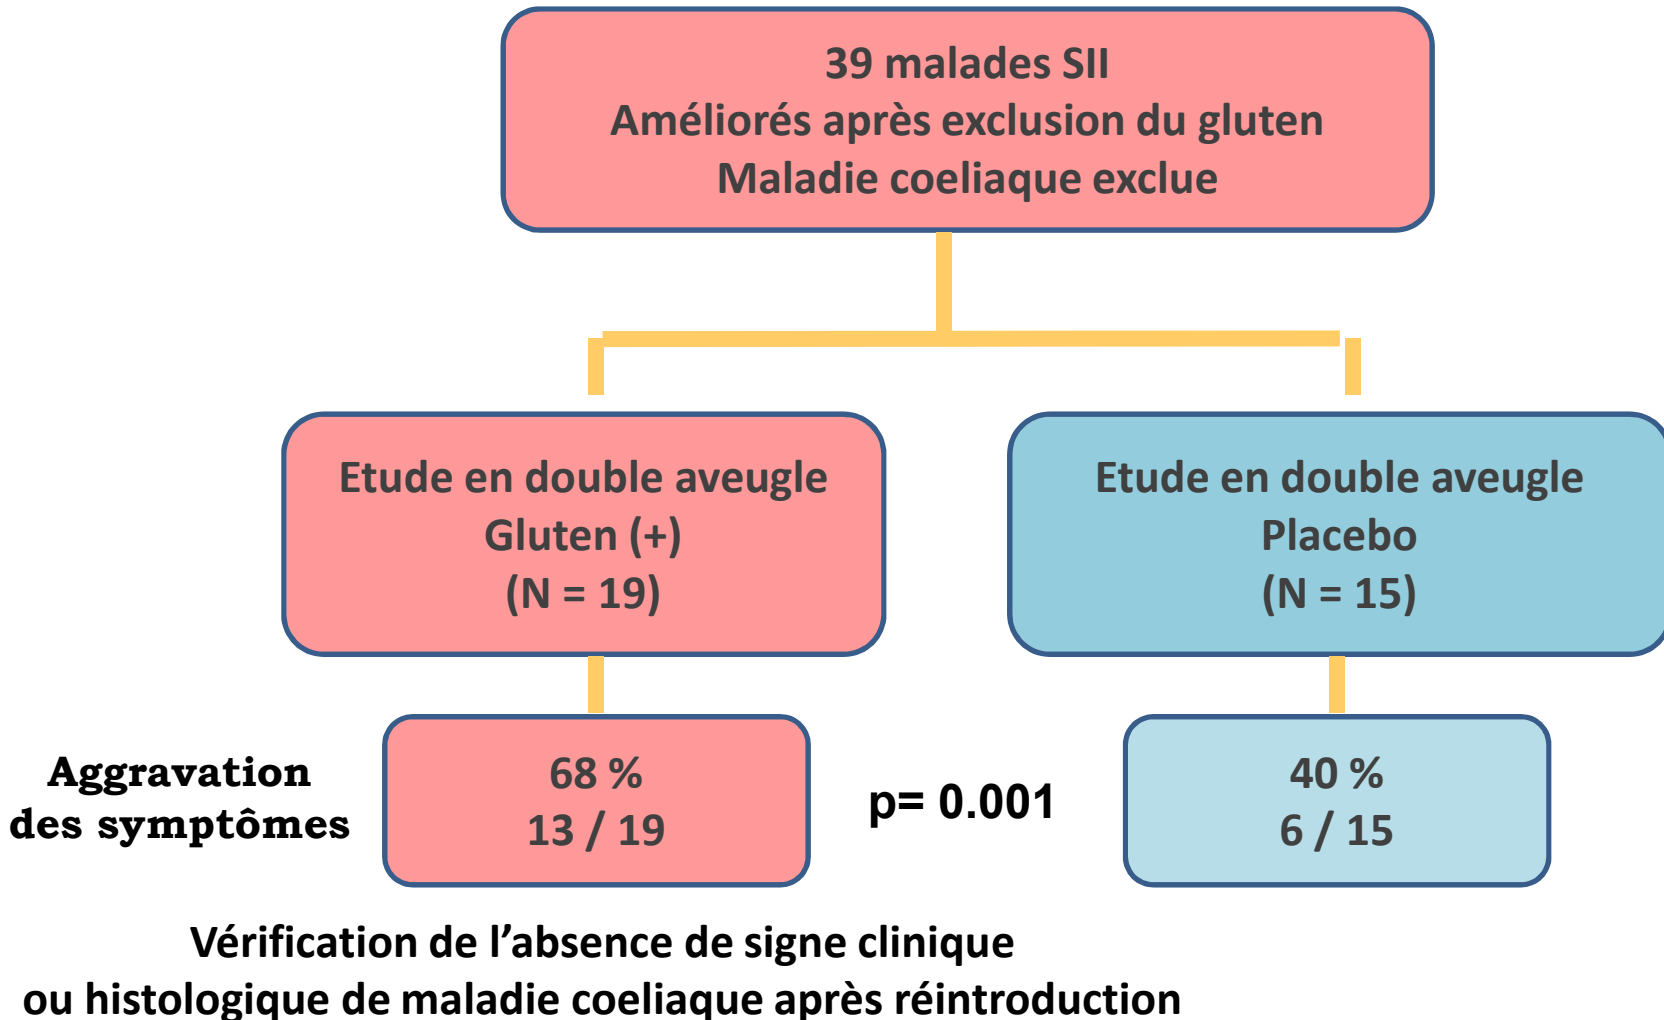 39 malades SII
Améliorés après exclusion du gluten
Maladie coeliaque exclue
Etude en double aveugle
Gluten (+)
(N = 19)
Etude en double aveugle
Placebo
(N = 15)
Aggravation
des symptômes
68 %
13 / 19
p= 0.001
40 %
6 / 15
Vérification de l’absence de signe clinique
ou histologique de maladie coeliaque après réintroduction